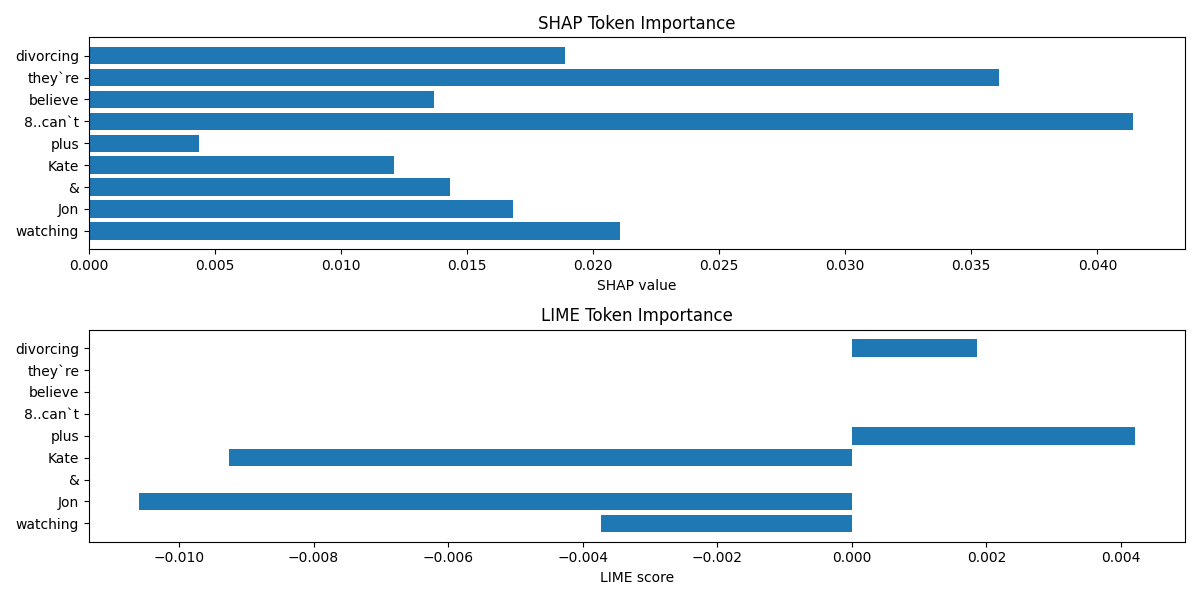 SHAP Token Importance
divorcing
they`re
believe
8..can`t
plus
Kate
&
Jon
watching
0.000 0.005 0.010 0.015 0.020 0.025 0.030 0.035 0.040
SHAP value
LIME Token Importance
divorcing
they`re
believe
8..can`t
plus
Kate
&
Jon
watching
−0.010 −0.008 −0.006 −0.004 −0.002 0.000 0.002 0.004
LIME score